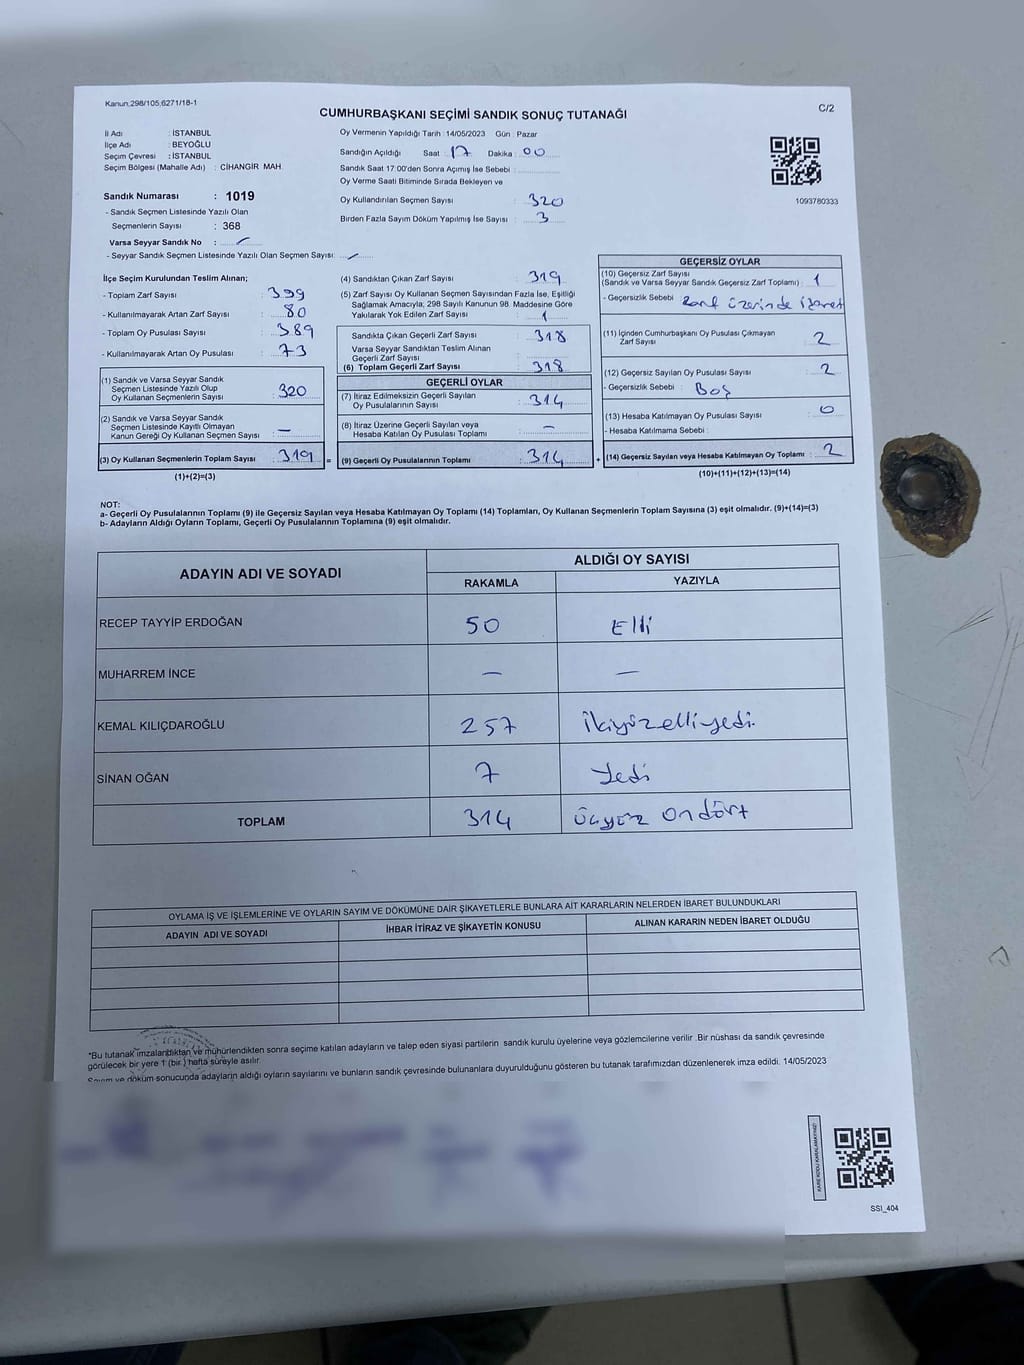 Kanun,298/105,6271/18-1
CUMHURBAŞKANI SEÇİMİ SANDIK SONUÇ TUTANAĞI
C/2
İl Adı : İSTANBUL
İlçe Adı : BEYOĞLU
Seçim Çevresi : İSTANBUL
Seçim Bölgesi (Mahalle Adı) : CİHANGİR MAH.
Sandık Numarası : 1019
- Sandık Seçmen Listesinde Yazılı Olan
Seçmenlerin Sayısı : 368
Varsa Seyyar Sandık No :
- Seyyar Sandık Seçmen Listesinde Yazılı Olan Seçmen Sayısı :
Oy Vermenin Yapıldığı Tarih : 14/05/2023 Gün : Pazar
Sandığın Açıldığı Saat : 17 Dakika : 00
Sandık Saat 17:00'den Sonra Açımış İse Sebebi :
Oy Verme Saati Bitiminde Sırada Bekleyen ve
Oy Kullandırılan Seçmen Sayısı : 320
Birden Fazla Sayım Döküm Yapılmış İse Sayısı : 3
1093780333
İlçe Seçim Kurulundan Teslim Alınan;
- Toplam Zarf Sayısı : 399
- Kullanılmayarak Artan Zarf Sayısı : 80
- Toplam Oy Pusulası Sayısı : 389
- Kullanılmayarak Artan Oy Pusulası : 73
(1) Sandık ve Varsa Seyyar Sandık
Seçmen Listesinde Yazılı Olup
Oy Kullanan Seçmenlerin Sayısı : 320
(2) Sandık ve Varsa Seyyar Sandık
Seçmen Listesinde Kayıtlı Olmayan
Kanun Gereği Oy Kullanan Seçmen Sayısı : —
(3) Oy Kullanan Seçmenlerin Toplam Sayısı : 319
(1)+(2)=(3)
(4) Sandıktan Çıkan Zarf Sayısı : 319
(5) Zarf Sayısı Oy Kullanan Seçmen Sayısından Fazla İse, Eşitliği
Sağlamak Amacıyla; 298 Sayılı Kanunun 98. Maddesine Göre
Yakılarak Yok Edilen Zarf Sayısı : 1
Sandıkta Çıkan Geçerli Zarf Sayısı : 318
Varsa Seyyar Sandıktan Teslim Alınan
Geçerli Zarf Sayısı :
(6) Toplam Geçerli Zarf Sayısı : 318
GEÇERLİ OYLAR
(7) İtiraz Edilmeksizin Geçerli Sayılan
Oy Pusulalarının Sayısı : 314
(8) İtiraz Üzerine Geçerli Sayılan veya
Hesaba Katılan Oy Pusulası Toplamı : —
= (9) Geçerli Oy Pusulalarının Toplamı : 314
GEÇERSİZ OYLAR
(10) Geçersiz Zarf Sayısı
(Sandık ve Varsa Seyyar Sandık Geçersiz Zarf Toplamı) : 1
- Geçersizlik Sebebi : Zarf üzerinde işaret
(11) İçinden Cumhurbaşkanı Oy Pusulası Çıkmayan
Zarf Sayısı : 2
(12) Geçersiz Sayılan Oy Pusulası Sayısı : 2
- Geçersizlik Sebebi : Boş
(13) Hesaba Katılmayan Oy Pusulası Sayısı : 0
- Hesaba Katılmama Sebebi :
+ (14) Geçersiz Sayılan veya Hesaba Katılmayan Oy Toplamı : 2
(10)+(11)+(12)+(13)=(14)
NOT:
a- Geçerli Oy Pusulalarının Toplamı (9) ile Geçersiz Sayılan veya Hesaba Katılmayan Oy Toplamı (14) Toplamları, Oy Kullanan Seçmenlerin Toplam Sayısına (3) eşit olmalıdır. (9)+(14)=(3)
b- Adayların Aldığı Oyların Toplamı, Geçerli Oy Pusulalarının Toplamına (9) eşit olmalıdır.
ADAYIN ADI VE SOYADI
ALDIĞI OY SAYISI
RAKAMLA YAZIYLA
RECEP TAYYİP ERDOĞAN 50 Elli
MUHARREM İNCE — —
KEMAL KILIÇDAROĞLU 257 ikiyüzelliyedi.
SİNAN OĞAN 7 Yedi
TOPLAM 314 üçyüz ondört
OYLAMA İŞ VE İŞLEMLERİNE VE OYLARIN SAYIM VE DÖKÜMÜNE DAİR ŞİKAYETLERLE BUNLARA AİT KARARLARIN NELERDEN İBARET BULUNDUKLARI
ADAYIN ADI VE SOYADI İHBAR İTİRAZ VE ŞİKAYETİN KONUSU ALINAN KARARIN NEDEN İBARET OLDUĞU
*Bu tutanak imzalandıktan ve mühürlendikten sonra seçime katılan adayların ve talep eden siyasi partilerin sandık kurulu üyelerine veya gözlemcilerine verilir .Bir nüshası da sandık çevresinde
görülecek bir yere 1 (bir ) hafta süreyle asılır.
Sayım ve döküm sonucunda adayların aldığı oyların sayılarını ve bunların sandık çevresinde bulunanlara duyurulduğunu gösteren bu tutanak tarafımızdan düzenlenerek imza edildi. 14/05/2023
KARE KODU KARALAMAYINIZ!
SSI_404